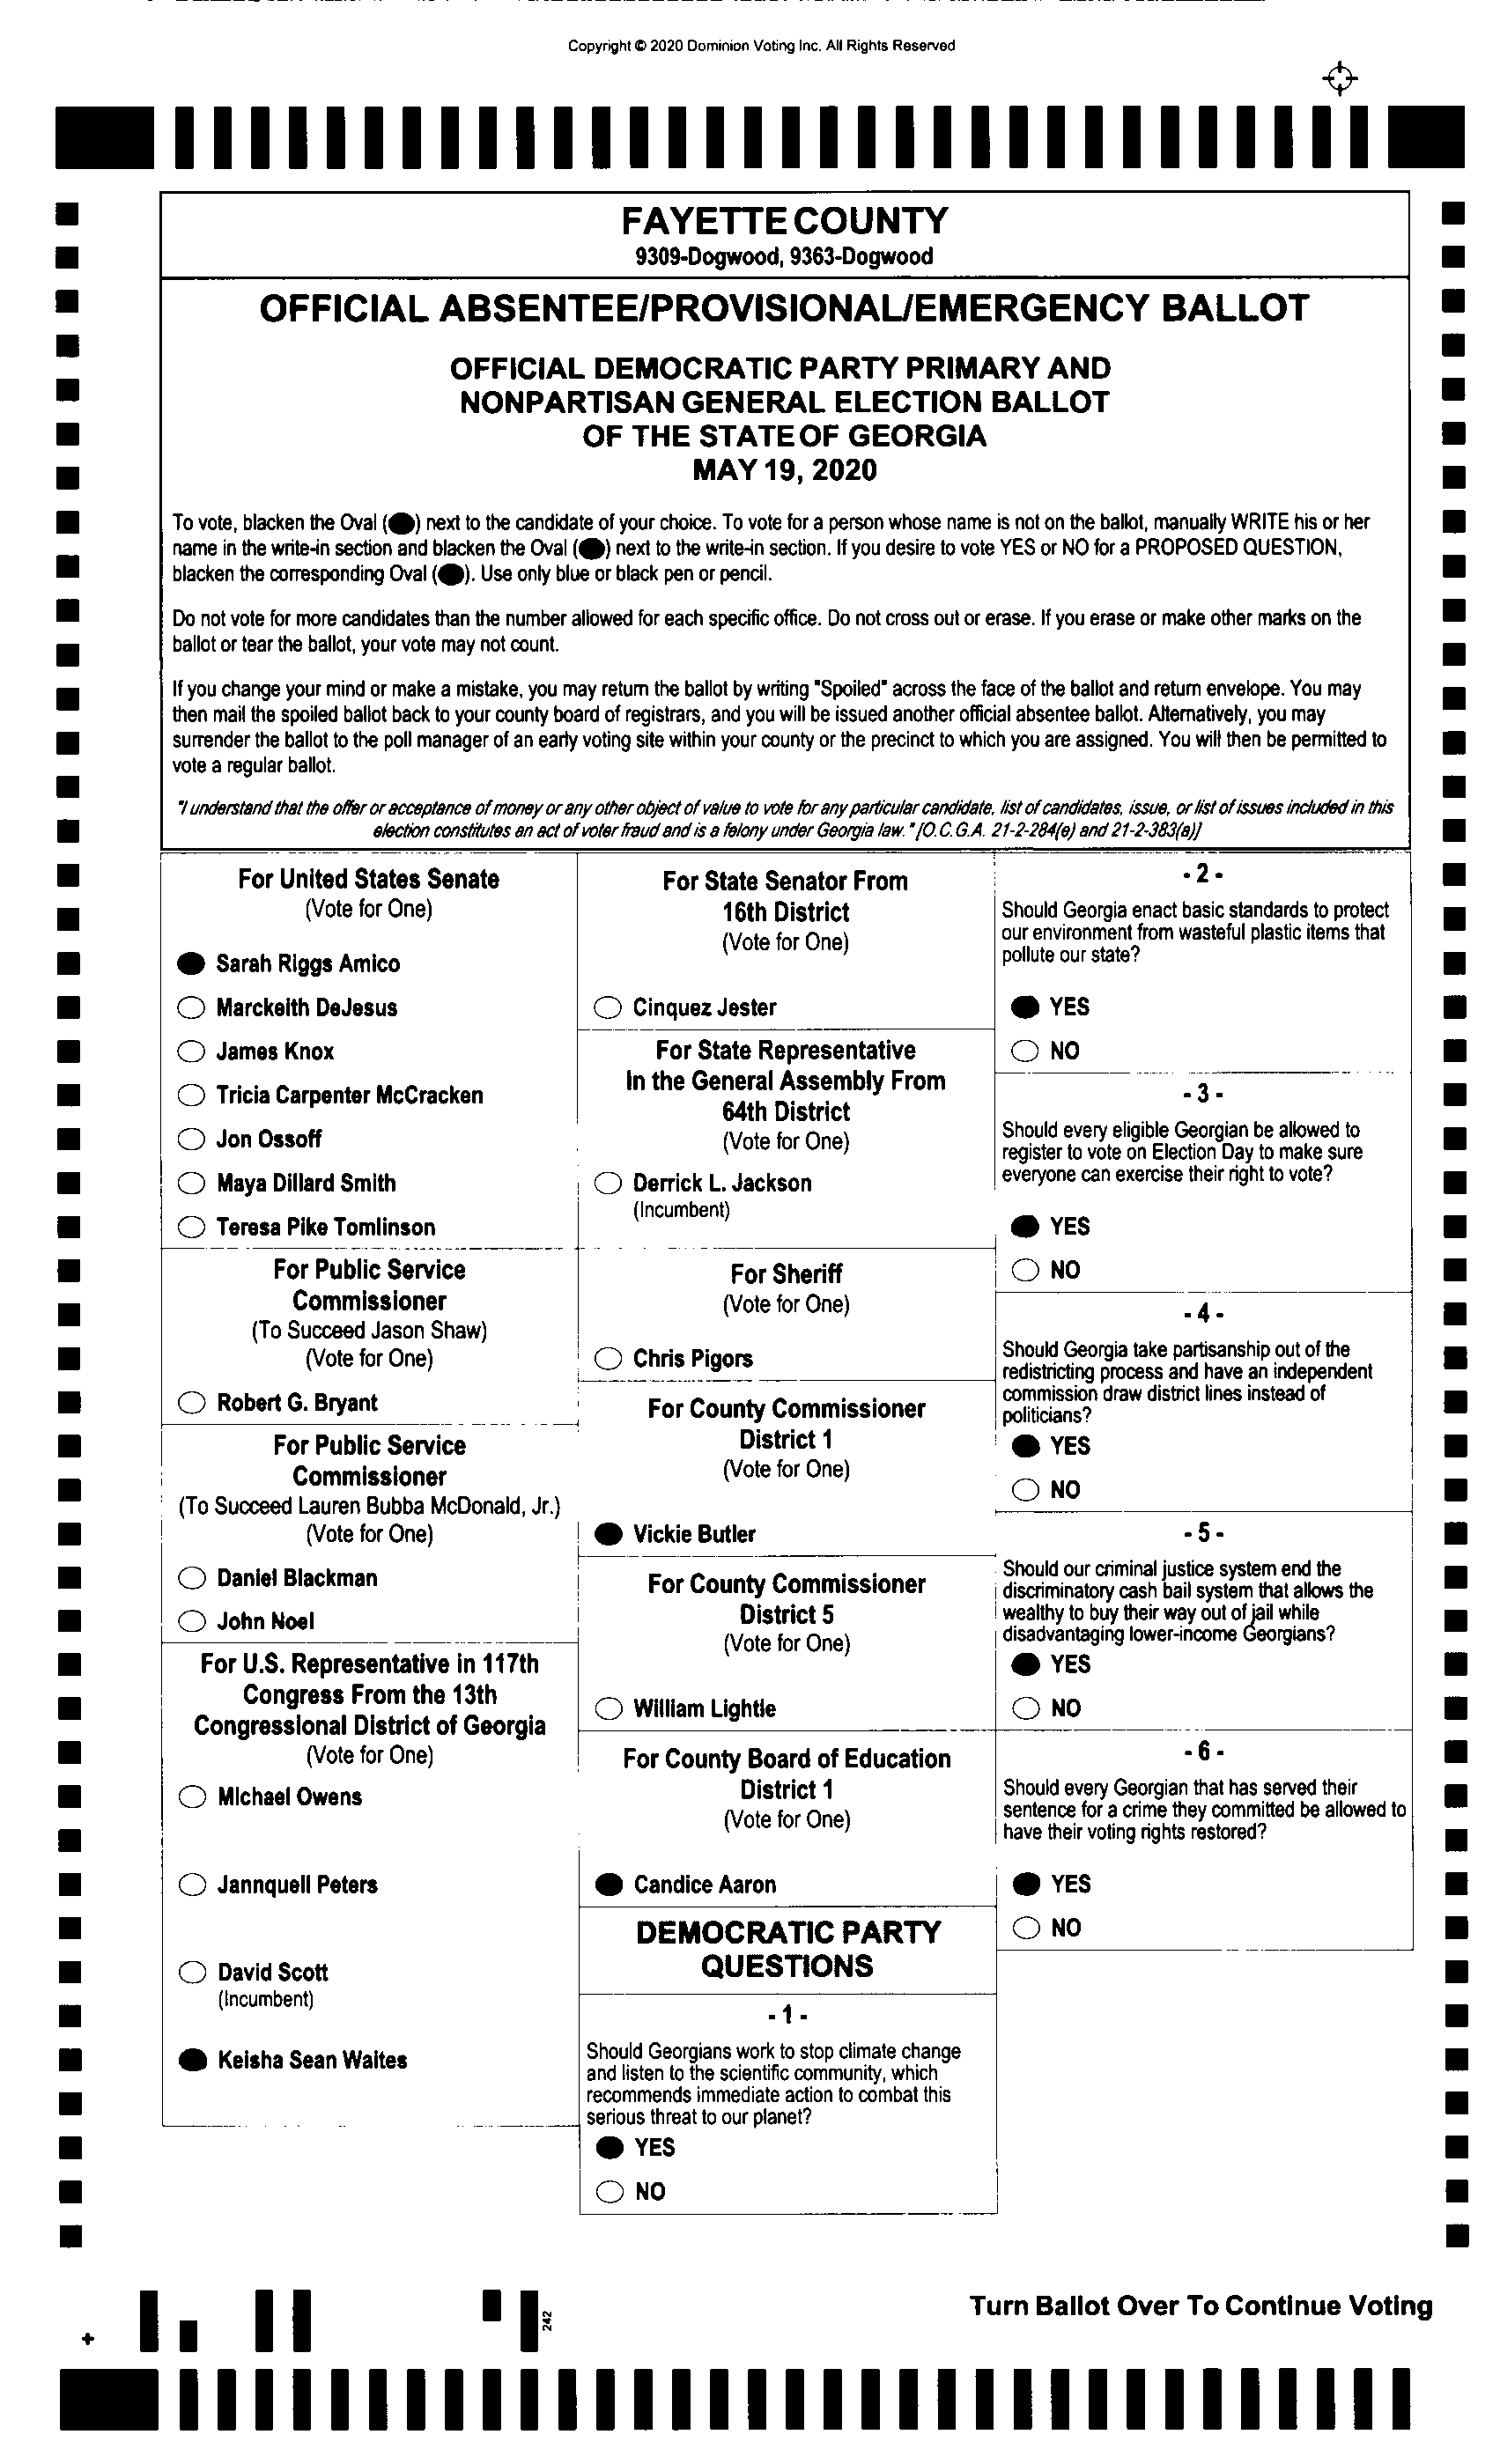 Copyright © 2020 Dominion Voting Inc. All Rights Reserved
FAYETTE COUNTY
9309-Dogwood, 9363-Dogwood
OFFICIAL ABSENTEE/PROVISIONAL/EMERGENCY BALLOT
OFFICIAL DEMOCRATIC PARTY PRIMARY AND
NONPARTISAN GENERAL ELECTION BALLOT
OF THE STATE OF GEORGIA
MAY 19, 2020
To vote, blacken the Oval ( ) next to the candidate of your choice. To vote for a person whose name is not on the ballot, manually WRITE his or her
name in the write-in section and blacken the Oval ( ) next to the write-in section. If you desire to vote YES or NO for a PROPOSED QUESTION,
blacken the corresponding Oval ( ). Use only blue or black pen or pencil.
Do not vote for more candidates than the number allowed for each specific office. Do not cross out or erase. If you erase or make other marks on the
ballot or tear the ballot, your vote may not count.
If you change your mind or make a mistake, you may return the ballot by writing "Spoiled" across the face of the ballot and return envelope. You may
then mail the spoiled ballot back to your county board of registrars, and you will be issued another official absentee ballot. Alternatively, you may
surrender the ballot to the poll manager of an early voting site within your county or the precinct to which you are assigned. You will then be permitted to
vote a regular ballot.
"I understand that the offer or acceptance of money or any other object of value to vote for any particular candidate, list of candidates, issue, or list of issues included in this
election constitutes an act of voter fraud and is a felony under Georgia law." [O.C.G.A. 21-2-284(e) and 21-2-383(a)]
For United States Senate
(Vote for One)
Sarah Riggs Amico
Marckeith DeJesus
James Knox
Tricia Carpenter McCracken
Jon Ossoff
Maya Dillard Smith
Teresa Pike Tomlinson
For Public Service
Commissioner
(To Succeed Jason Shaw)
(Vote for One)
Robert G. Bryant
For Public Service
Commissioner
(To Succeed Lauren Bubba McDonald, Jr.)
(Vote for One)
Daniel Blackman
John Noel
For U.S. Representative in 117th
Congress From the 13th
Congressional District of Georgia
(Vote for One)
Michael Owens
Jannquell Peters
David Scott
(Incumbent)
Keisha Sean Waites
For State Senator From
16th District
(Vote for One)
Cinquez Jester
For State Representative
In the General Assembly From
64th District
(Vote for One)
Derrick L. Jackson
(Incumbent)
For Sheriff
(Vote for One)
Chris Pigors
For County Commissioner
District 1
(Vote for One)
Vickie Butler
For County Commissioner
District 5
(Vote for One)
William Lightle
For County Board of Education
District 1
(Vote for One)
Candice Aaron
DEMOCRATIC PARTY
QUESTIONS
- 1 -
Should Georgians work to stop climate change
and listen to the scientific community, which
recommends immediate action to combat this
serious threat to our planet?
YES
NO
- 2 -
Should Georgia enact basic standards to protect
our environment from wasteful plastic items that
pollute our state?
YES
NO
- 3 -
Should every eligible Georgian be allowed to
register to vote on Election Day to make sure
everyone can exercise their right to vote?
YES
NO
- 4 -
Should Georgia take partisanship out of the
redistricting process and have an independent
commission draw district lines instead of
politicians?
YES
NO
- 5 -
Should our criminal justice system end the
discriminatory cash bail system that allows the
wealthy to buy their way out of jail while
disadvantaging lower-income Georgians?
YES
NO
- 6 -
Should every Georgian that has served their
sentence for a crime they committed be allowed to
have their voting rights restored?
YES
NO
242
Turn Ballot Over To Continue Voting